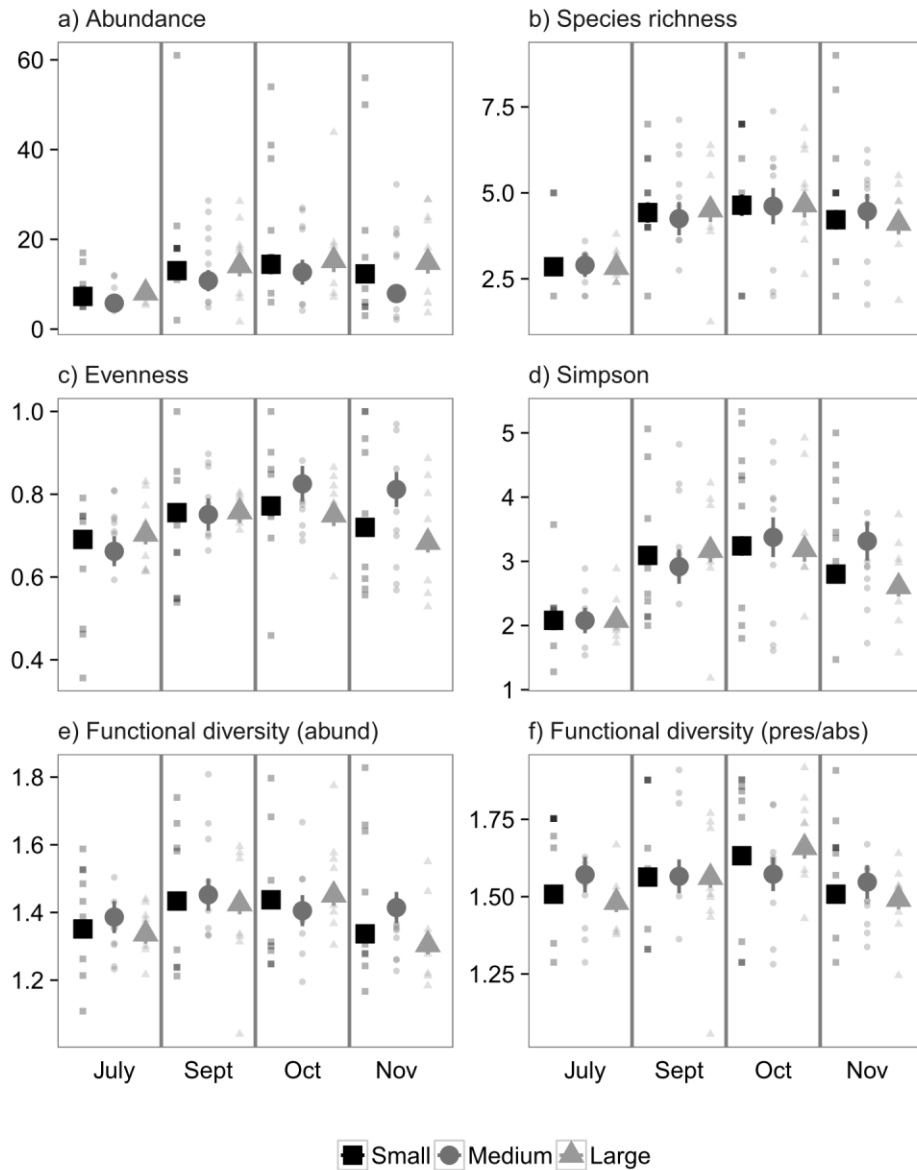 a) Abundance
b) Species richness
60
40
20
0
7.5
5.0
2.5
c) Evenness
d) Simpson
1.0
0.8
0.6
0.4
5
4
3
2
1
e) Functional diversity (abund)
f) Functional diversity (pres/abs)
1.8
1.6
1.4
1.2
1.75
1.50
1.25
July Sept Oct Nov
July Sept Oct Nov
Small Medium Large